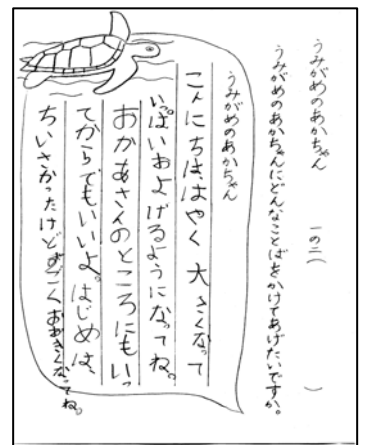 うみがめのあかちゃん　一の二（　　　　）
うみがめのあかちゃんにどんなことばをかけてあげたいですか。
うみがめのあかちゃん
こんにちは、はやく大きくなって
いっぱいおよげるようになってね。
おかあさんのところにもいっ
てからでもいいよ。はじめは、
ちいさかったけどすごくおおきくなってね。